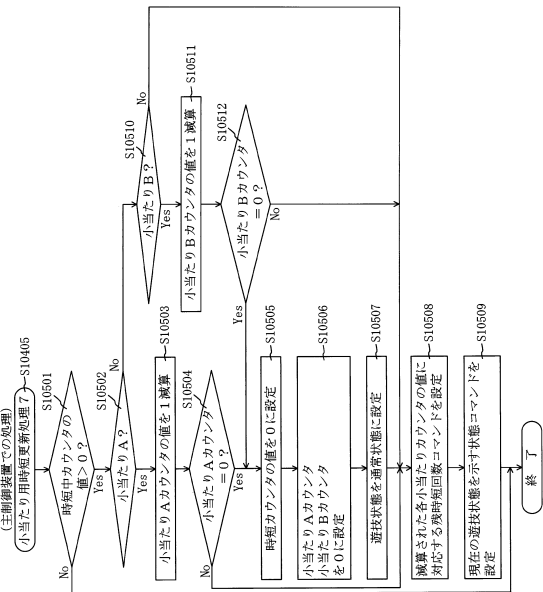 (主制御装置での処理)
小当たり用時短更新処理7
S10405
S10501
時短中カウンタの
値>0?
No
Yes
S10502
小当たりA?
No
Yes
小当たりAカウンタの値を1減算
S10503
S10504
小当たりAカウンタ
=0?
No
Yes
S10510
小当たりB?
No
Yes
小当たりBカウンタの値を1減算
S10511
S10512
小当たりBカウンタ
=0?
Yes
No
時短カウンタの値を0に設定
S10505
小当たりAカウンタ
小当たりBカウンタ
を0に設定
S10506
遊技状態を通常状態に設定
S10507
減算された各小当たりカウンタの値に
対応する残時短回数コマンドを設定
S10508
現在の遊技状態を示す状態コマンドを
設定
S10509
終了